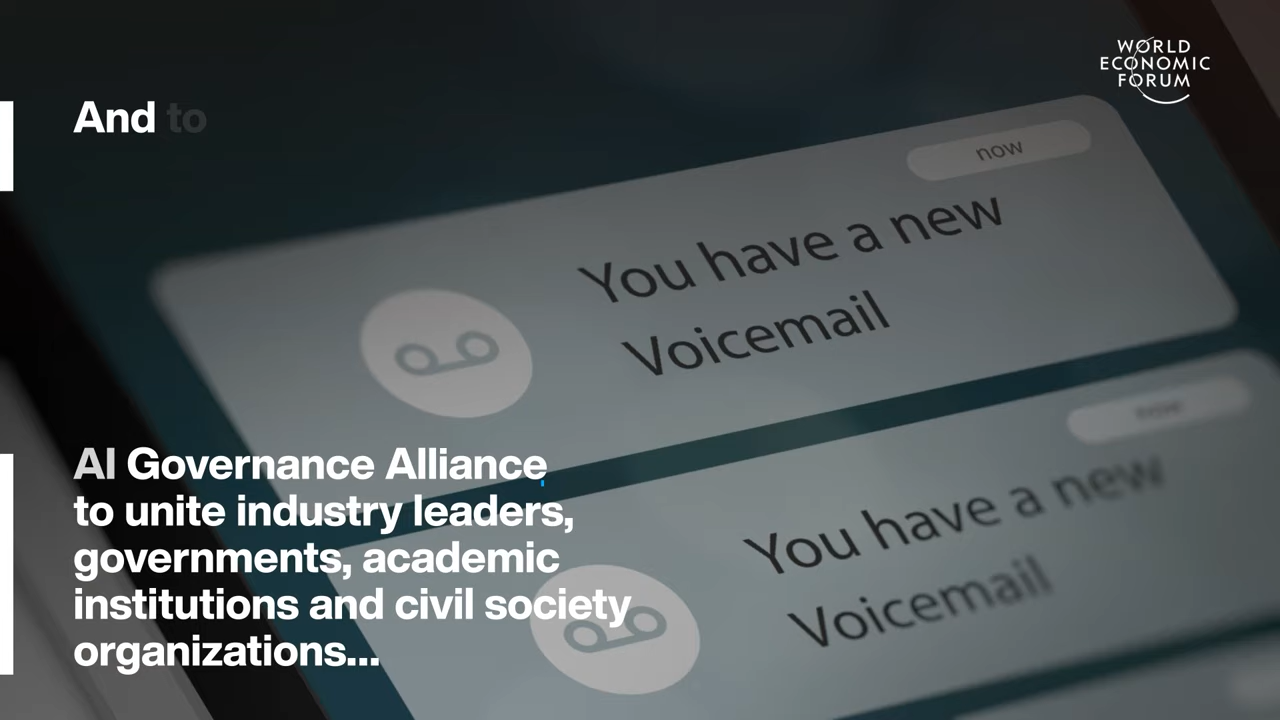 WORLD
ECONOMIC
FORUM
And to
now
You have a new
Voicemail
now
You have a new
Voicemail
AI Governance Alliance
to unite industry leaders,
governments, academic
institutions and civil society
organizations...